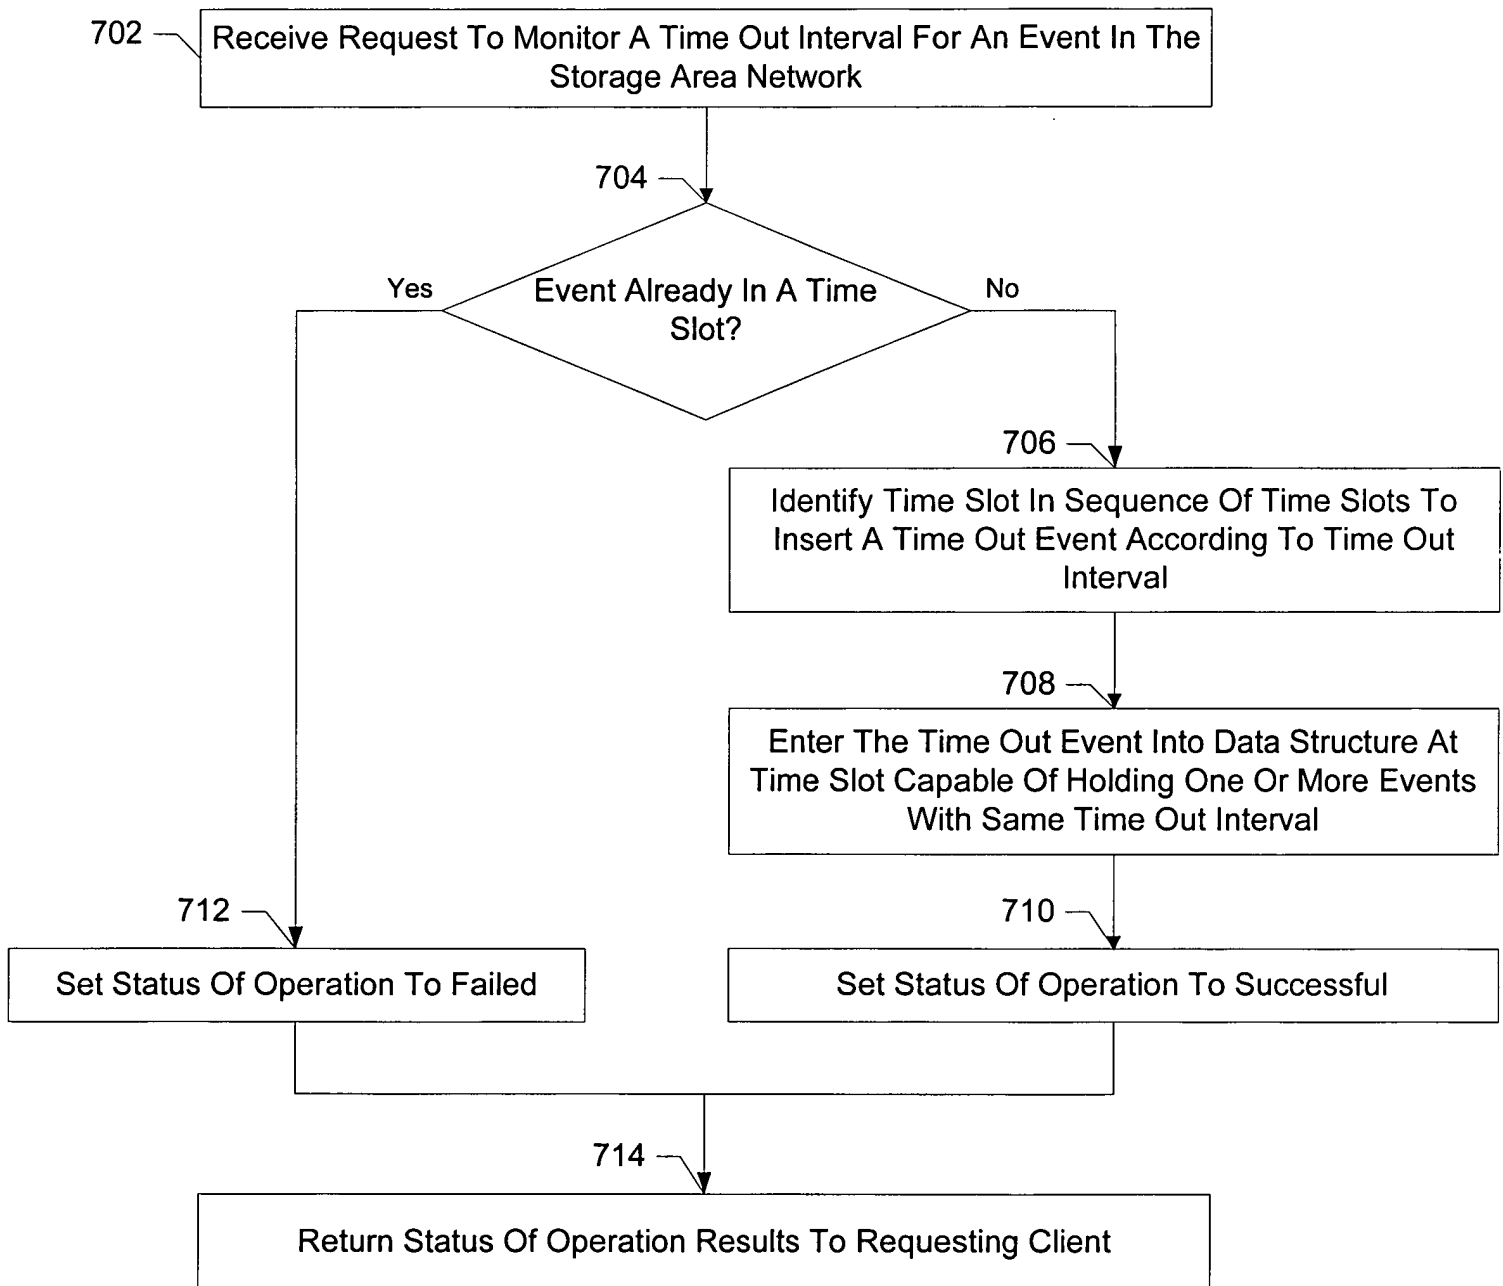 702
Receive Request To Monitor A Time Out Interval For An Event In The
Storage Area Network
704
Yes
Event Already In A Time
Slot?
No
706
Identify Time Slot In Sequence Of Time Slots To
Insert A Time Out Event According To Time Out
Interval
708
Enter The Time Out Event Into Data Structure At
Time Slot Capable Of Holding One Or More Events
With Same Time Out Interval
712
710
Set Status Of Operation To Failed
Set Status Of Operation To Successful
714
Return Status Of Operation Results To Requesting Client